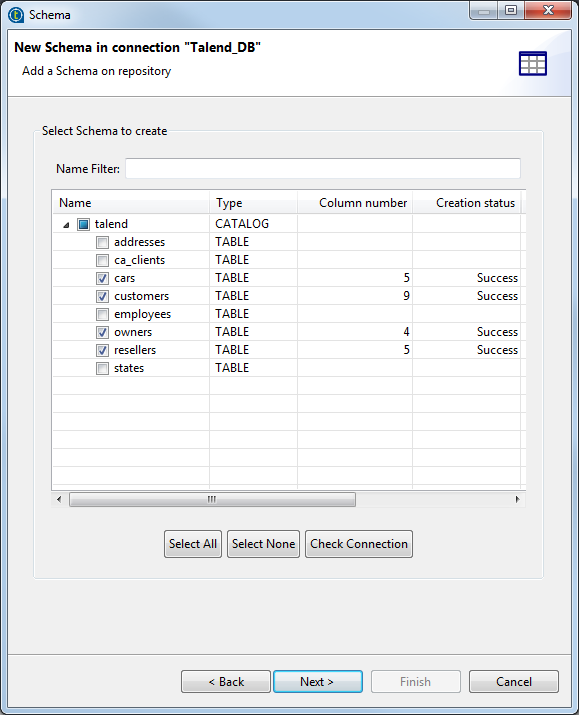 Schema
New Schema in connection "Talend_DB"
Add a Schema on repository
Select Schema to create
Name Filter:
Name Type Column number Creation status
talend CATALOG
addresses TABLE
ca_clients TABLE
cars TABLE 5 Success
customers TABLE 9 Success
employees TABLE
owners TABLE 4 Success
resellers TABLE 5 Success
states TABLE
Select All Select None Check Connection
< Back Next > Finish Cancel